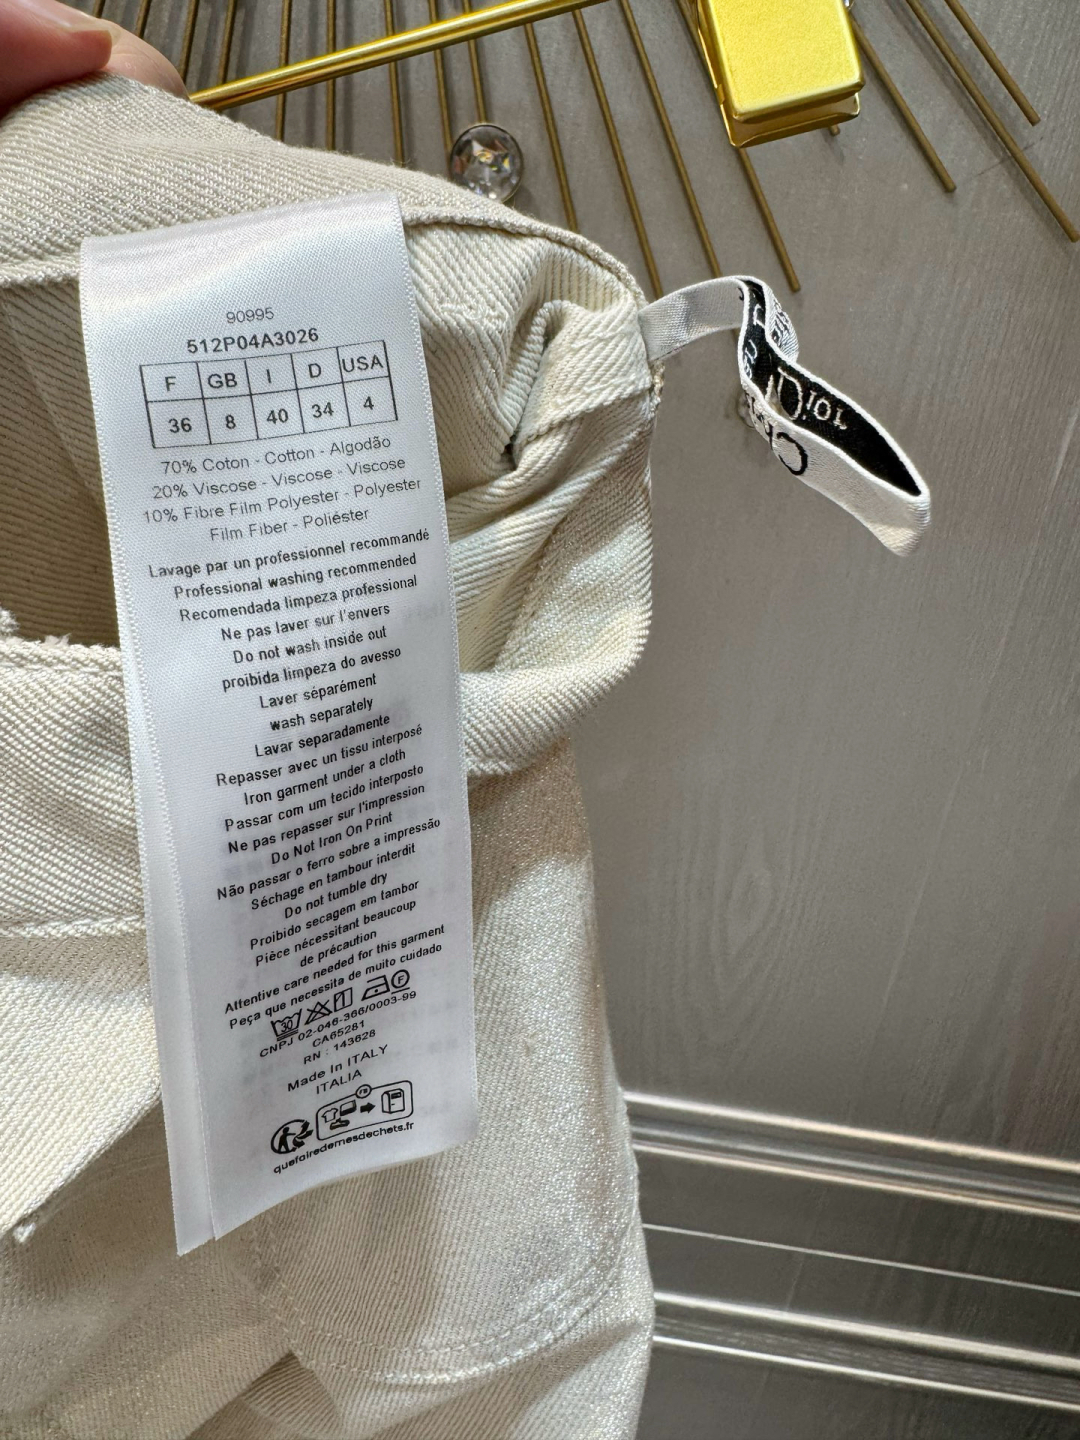 90995
512P04A3026
F GB I D USA
36 8 40 34 4
70% Coton - Cotton - Algodão
20% Viscose - Viscose - Viscose
10% Fibre Film Polyester - Polyester
Film Fiber - Poliéster
Lavage par un professionnel recommandé
Professional washing recommended
Recomendada limpeza professional
Ne pas laver sur l'envers
Do not wash inside out
proibida limpeza do avesso
Laver séparément
wash separately
Lavar separadamente
Repasser avec un tissu interposé
Iron garment under a cloth
Passar com um tecido interposto
Ne pas repasser sur l'impression
Do Not Iron On Print
Não passar o ferro sobre a impressão
Séchage en tambour interdit
Do not tumble dry
Proibido secagem em tambor
Pièce nécessitant beaucoup
de précaution
Attentive care needed for this garment
Peça que necessita de muito cuidado
30 F
CNPJ 02-046-366/0003-99
CA65281
RN : 143628
Made In ITALY
ITALIA
FR
quefairedemesdechets.fr
Dior